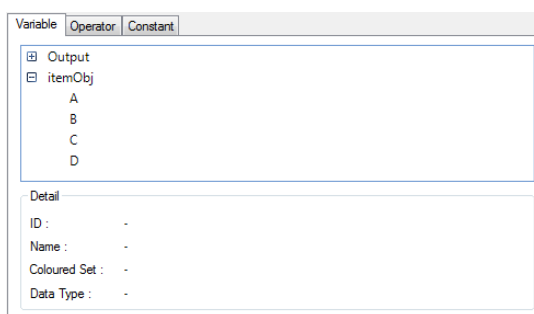 Variable Operator Constant
Output
itemObj
A
B
C
D
Detail
ID : -
Name : -
Coloured Set : -
Data Type : -